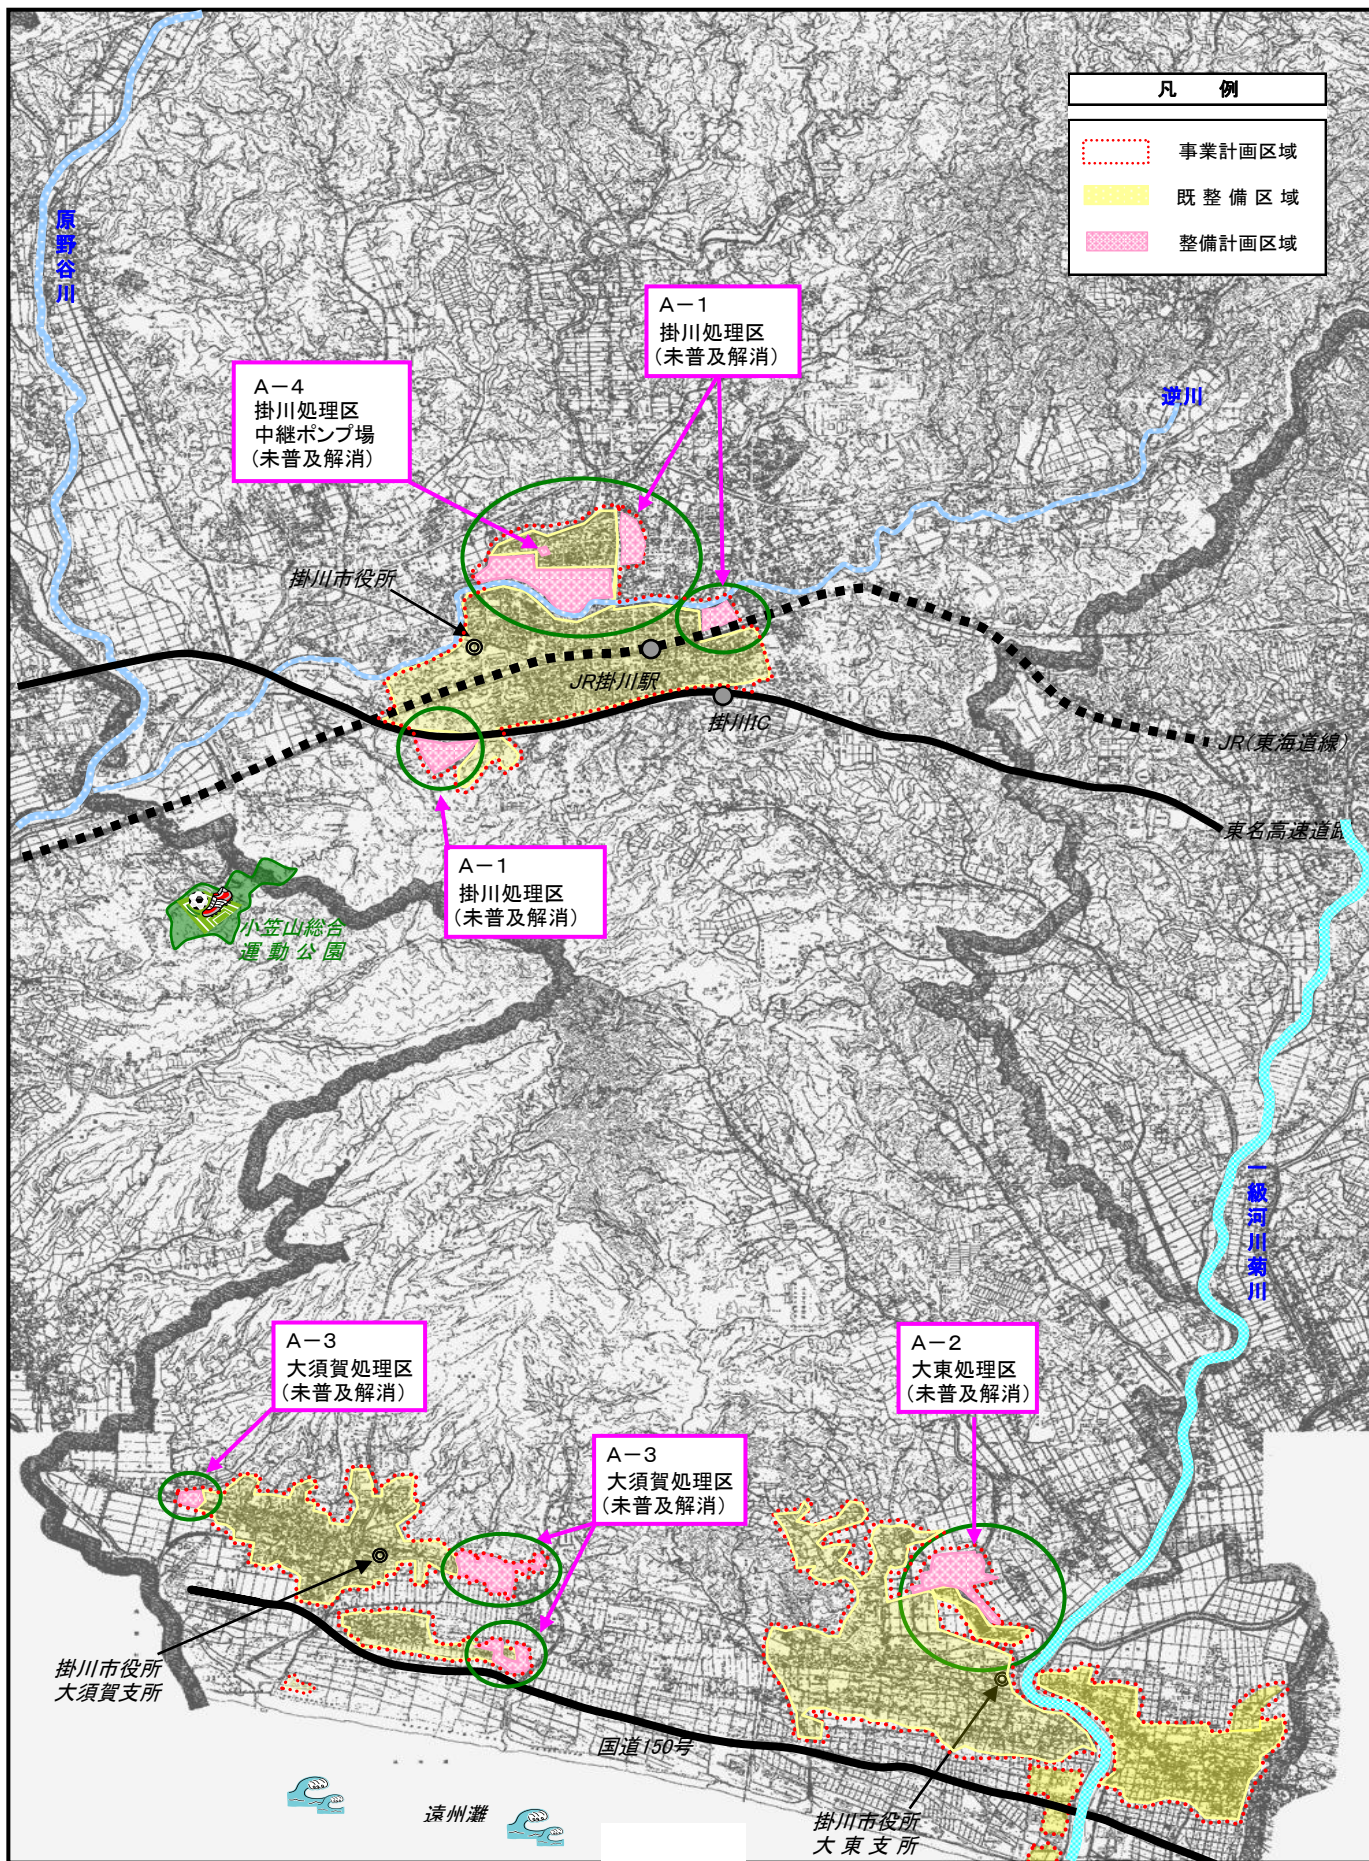 凡 例
事業計画区域
既整備区域
整備計画区域
原野谷川
A－1
掛川処理区
(未普及解消)
A－4
掛川処理区
中継ポンプ場
(未普及解消)
逆川
掛川市役所
JR掛川駅
掛川IC
JR(東海道線)
東名高速道路
A－1
掛川処理区
(未普及解消)
小笠山総合
運動公園
一級河川菊川
A－3
大須賀処理区
(未普及解消)
A－2
大東処理区
(未普及解消)
A－3
大須賀処理区
(未普及解消)
掛川市役所
大須賀支所
国道150号
遠州灘
掛川市役所
大東支所